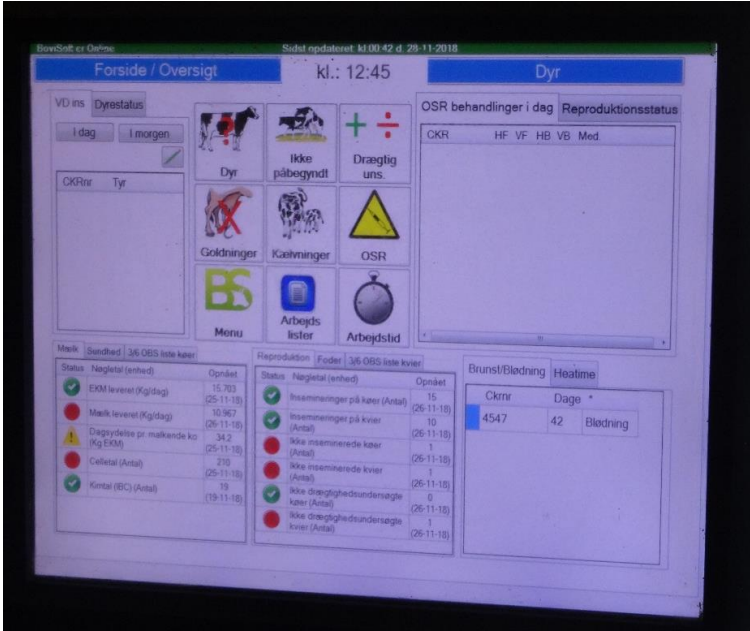 BoviSoft er Online
Sidst opdateret: kl.00:42 d. 28-11-2018
Forside / Oversigt
kl.: 12:45
Dyr
VD ins
Dyrestatus
I dag
I morgen
CKRnr Tyr
Dyr
Ikke
påbegyndt
Drægtig
uns.
Goldninger
Kælvninger
OSR
BS
Menu
Arbejds
lister
Arbejdstid
OSR behandlinger i dag
Reproduktionsstatus
CKR HF VF HB VB Med.
Mælk Sundhed 3/6 OBS liste køer
Status Nøgletal (enhed) Opnået
EKM leveret (Kg/dag) 15.703
(25-11-18)
Mælk leveret (Kg/dag) 10.967
(26-11-18)
Dagsydelse pr. malkende ko
(Kg EKM) 34.2
(25-11-18)
Celletal (Antal) 210
(25-11-18)
Kimtal (IBC) (Antal) 19
(19-11-18)
Reproduktion Foder 3/6 OBS liste kvier
Status Nøgletal (enhed) Opnået
Insemineringer på køer (Antal) 15
(26-11-18)
Insemineringer på kvier
(Antal) 10
(26-11-18)
Ikke inseminerede køer
(Antal) 1
(26-11-18)
Ikke inseminerede kvier
(Antal) 1
(26-11-18)
Ikke drægtighedsundersøgte
køer (Antal) 0
(26-11-18)
Ikke drægtighedsundersøgte
kvier (Antal) 1
(26-11-18)
Brunst/Blødning Heatime
Ckrnr Dage
4547 42 Blødning